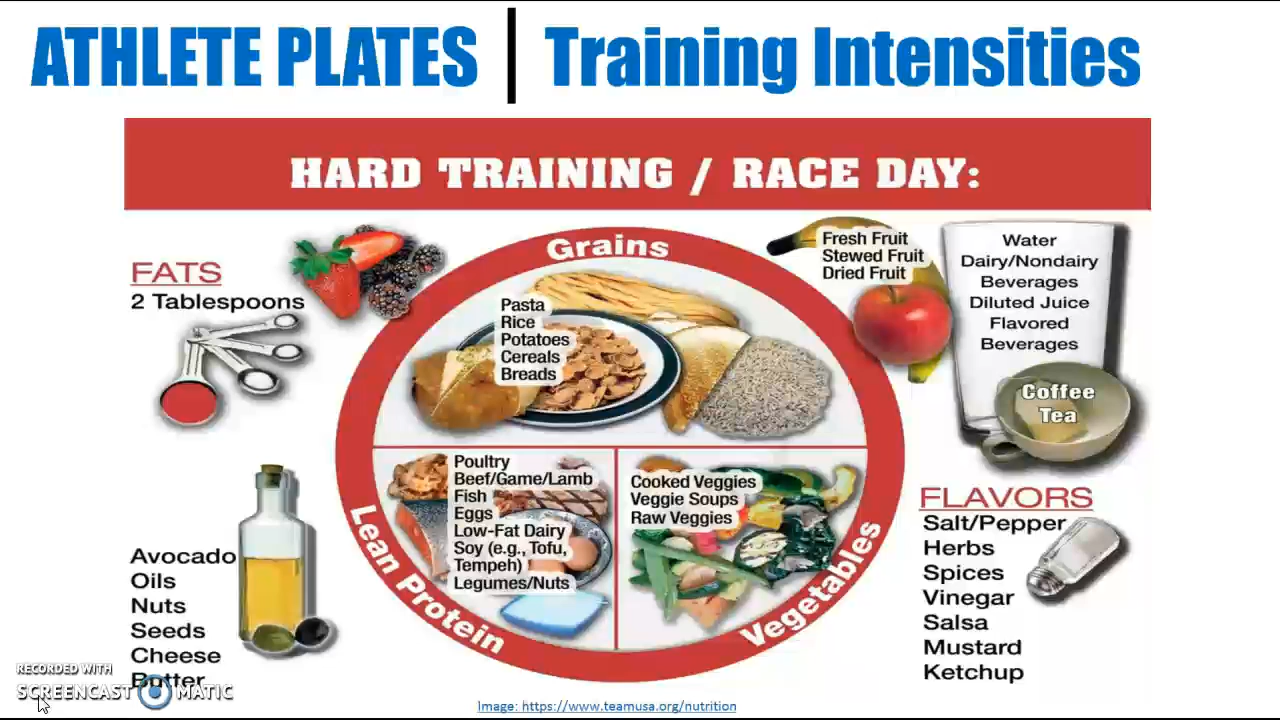 ATHLETE PLATES | Training Intensities
HARD TRAINING / RACE DAY:
FATS
2 Tablespoons
Avocado
Oils
Nuts
Seeds
Cheese
Butter
Grains
Pasta
Rice
Potatoes
Cereals
Breads
Lean Protein
Poultry
Beef/Game/Lamb
Fish
Eggs
Low-Fat Dairy
Soy (e.g., Tofu,
Tempeh)
Legumes/Nuts
Vegetables
Cooked Veggies
Veggie Soups
Raw Veggies
Fresh Fruit
Stewed Fruit
Dried Fruit
Water
Dairy/Nondairy
Beverages
Diluted Juice
Flavored
Beverages
Coffee
Tea
FLAVORS
Salt/Pepper
Herbs
Spices
Vinegar
Salsa
Mustard
Ketchup
RECORDED WITH
SCREENCAST MATIC
Image: https://www.teamusa.org/nutrition